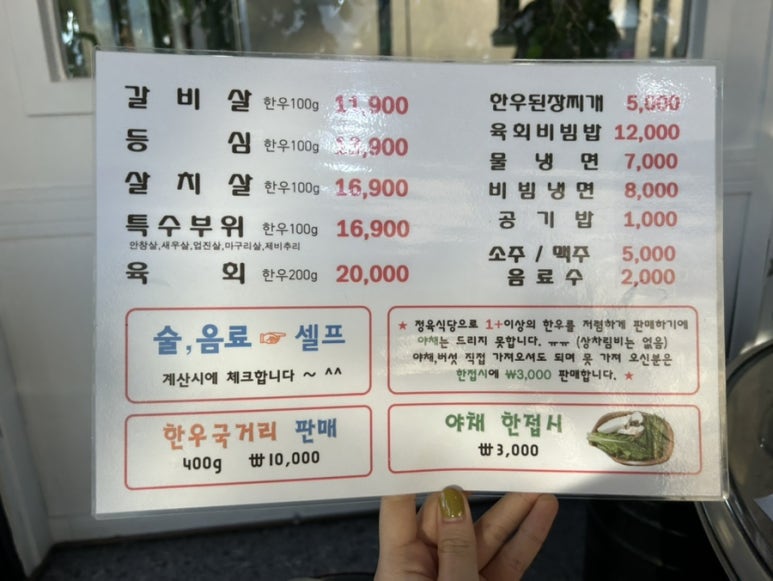 갈비살 한우100g 11,900
등심 한우100g
살치살 한우100g 16,900
특수부위 한우100g 16,900
안창살,새우살,업진살,마구리살,제비추리
육회 한우200g 20,000
한우된장찌개 5,000
육회비빔밥 12,000
물냉면 7,000
비빔냉면 8,000
공기밥 1,000
소주 / 맥주 5,000
음료수 2,000
술,음료 ☞ 셀프
계산시에 체크합니다 ~ ^^
★ 정육식당으로 1+이상의 한우를 저렴하게 판매하기에
야채는 드리지 못합니다. ㅠㅠ (상차림비는 없음)
야채,버섯 직접 가져오셔도 되며 못 가져 오신분은
한접시에 ₩3,000 판매합니다. ★
한우국거리 판매
400g ₩10,000
야채 한접시
₩3,000